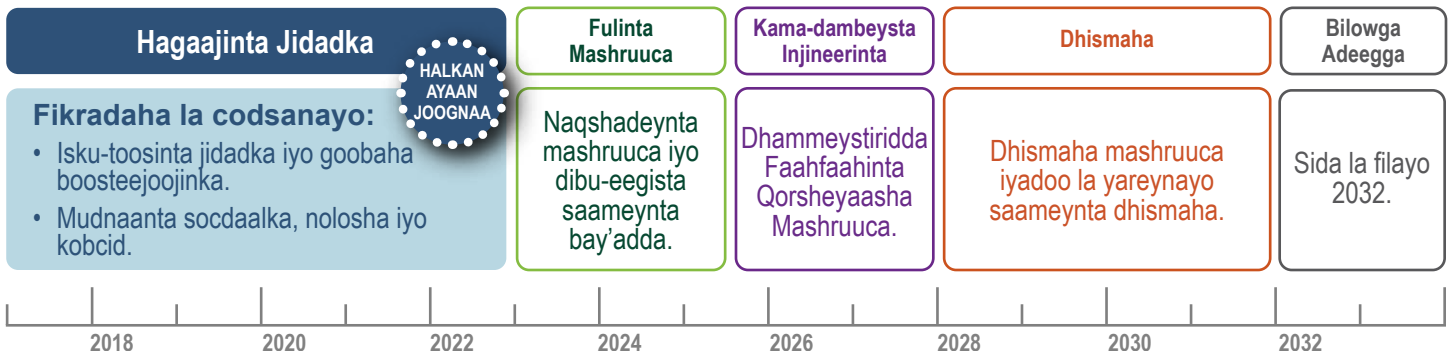 Hagaajinta Jidadka
HALKAN
AYAAN
JOOGNAA
Fikradaha la codsanayo:
• Isku-toosinta jidadka iyo goobaha
boosteejoojinka.
• Mudnaanta socdaalka, nolosha iyo
kobcid.
Fulinta
Mashruuca
Naqshadeynta
mashruuca iyo
dibu-eegista
saameynta
bay’adda.
Kama-dambeysta
Injineerinta
Dhammeystiridda
Faahfaahinta
Qorsheyaasha
Mashruuca.
Dhismaha
Dhismaha mashruuca
iyadoo la yareynayo
saameynta dhismaha.
Bilowga
Adeegga
Sida la filayo
2032.
2018 2020 2022 2024 2026 2028 2030 2032